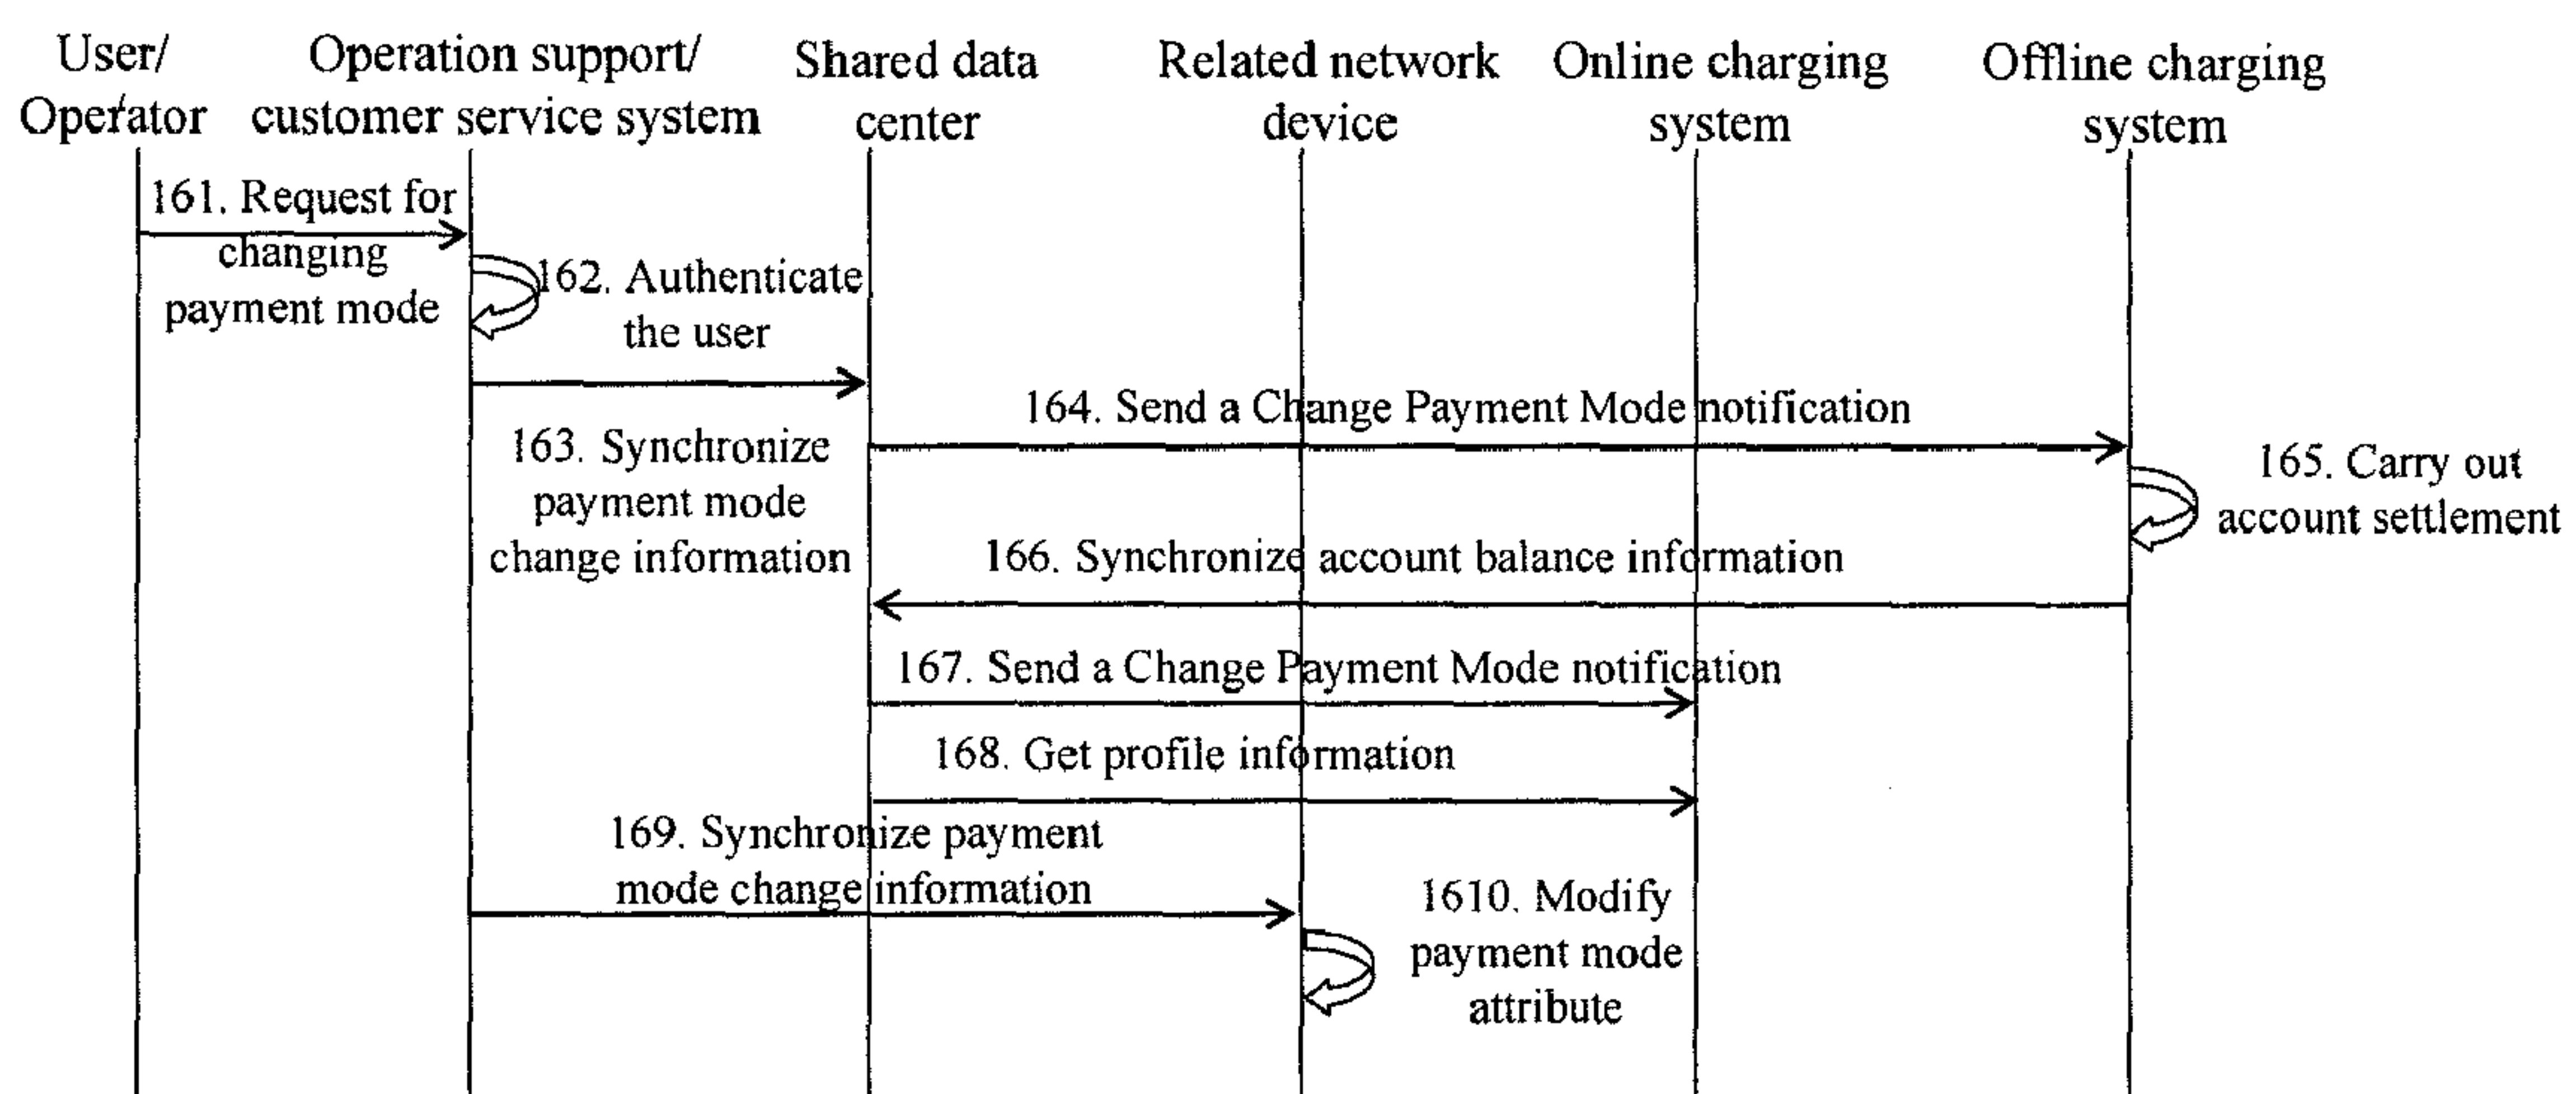 User/
Operator
Operation support/
customer service system
Shared data
center
Related network
device
Online charging
system
Offline charging
system
161. Request for
changing
payment mode
162. Authenticate
the user
163. Synchronize
payment mode
change information
164. Send a Change Payment Mode notification
165. Carry out
account settlement
166. Synchronize account balance information
167. Send a Change Payment Mode notification
168. Get profile information
169. Synchronize payment
mode change information
1610. Modify
payment mode
attribute